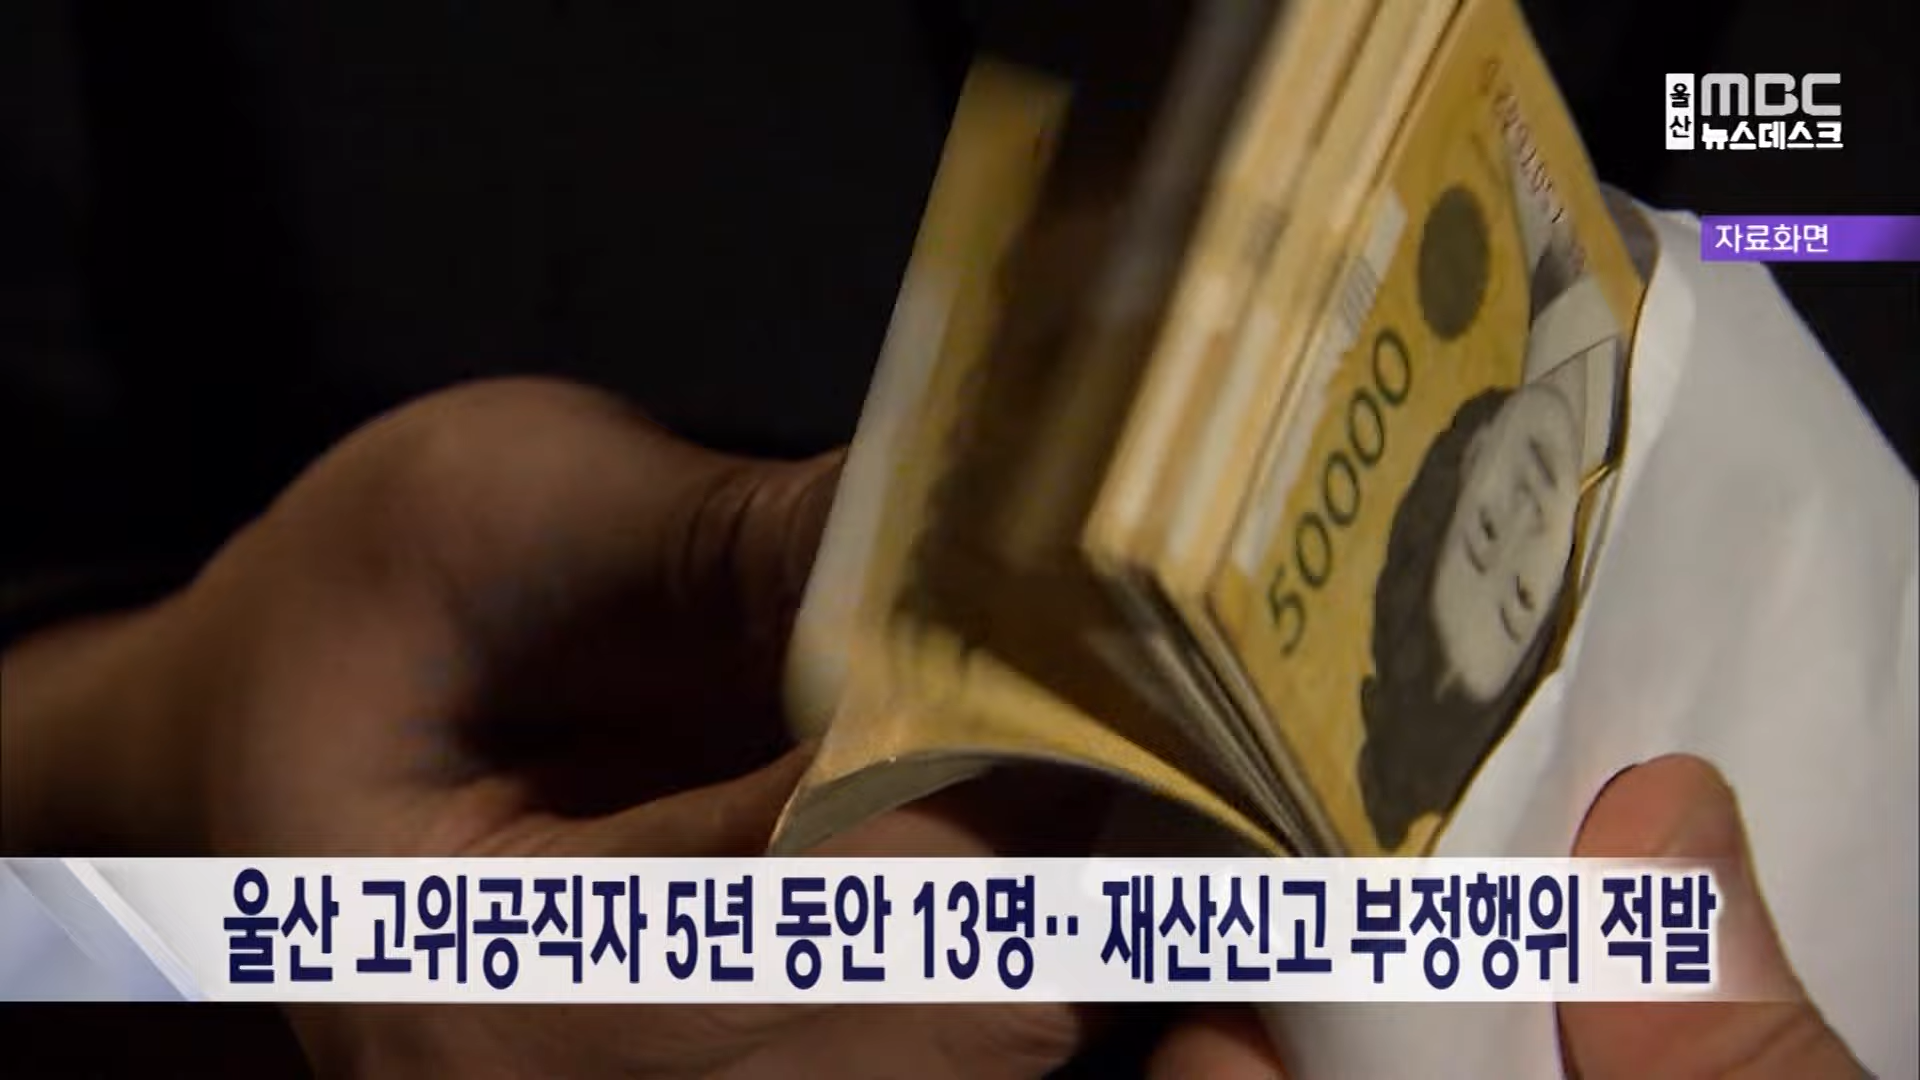 울산
MBC
뉴스데스크
자료화면
50000
울산 고위공직자 5년 동안 13명·· 재산신고 부정행위 적발